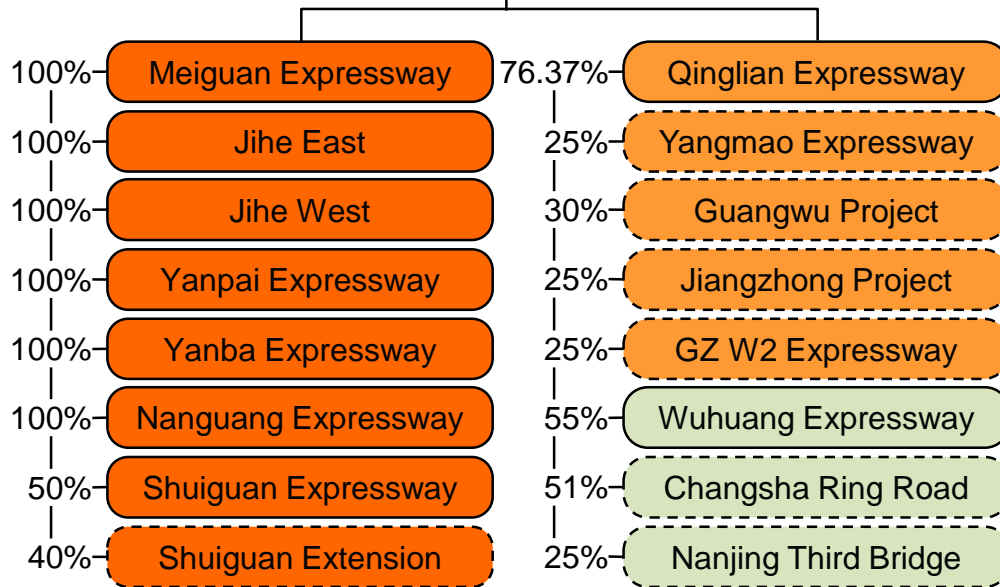 100% Meiguan Expressway
100% Jihe East
100% Jihe West
100% Yanpai Expressway
100% Yanba Expressway
100% Nanguang Expressway
50% Shuiguan Expressway
40% Shuiguan Extension
76.37% Qinglian Expressway
25% Yangmao Expressway
30% Guangwu Project
25% Jiangzhong Project
25% GZ W2 Expressway
55% Wuhuang Expressway
51% Changsha Ring Road
25% Nanjing Third Bridge